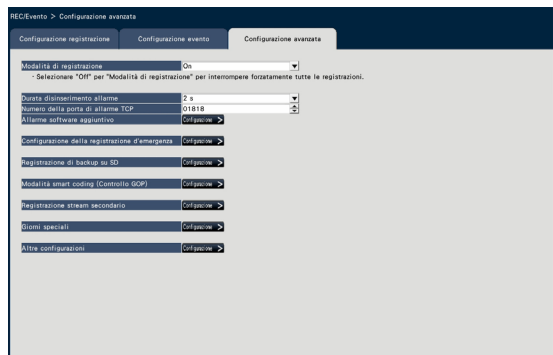 REC/Evento > Configurazione avanzata
Configurazione registrazione Configurazione evento Configurazione avanzata
Modalità di registrazione On
· Selezionare "Off" per "Modalità di registrazione" per interrompere forzatamente tutte le registrazioni.
Durata disinserimento allarme 2 s
Numero della porta di allarme TCP 01818
Allarme software aggiuntivo Configurazione >
Configurazione della registrazione d'emergenza Configurazione >
Registrazione di backup su SD Configurazione >
Modalità smart coding (Controllo GOP) Configurazione >
Registrazione stream secondario Configurazione >
Giorni speciali Configurazione >
Altre configurazioni Configurazione >